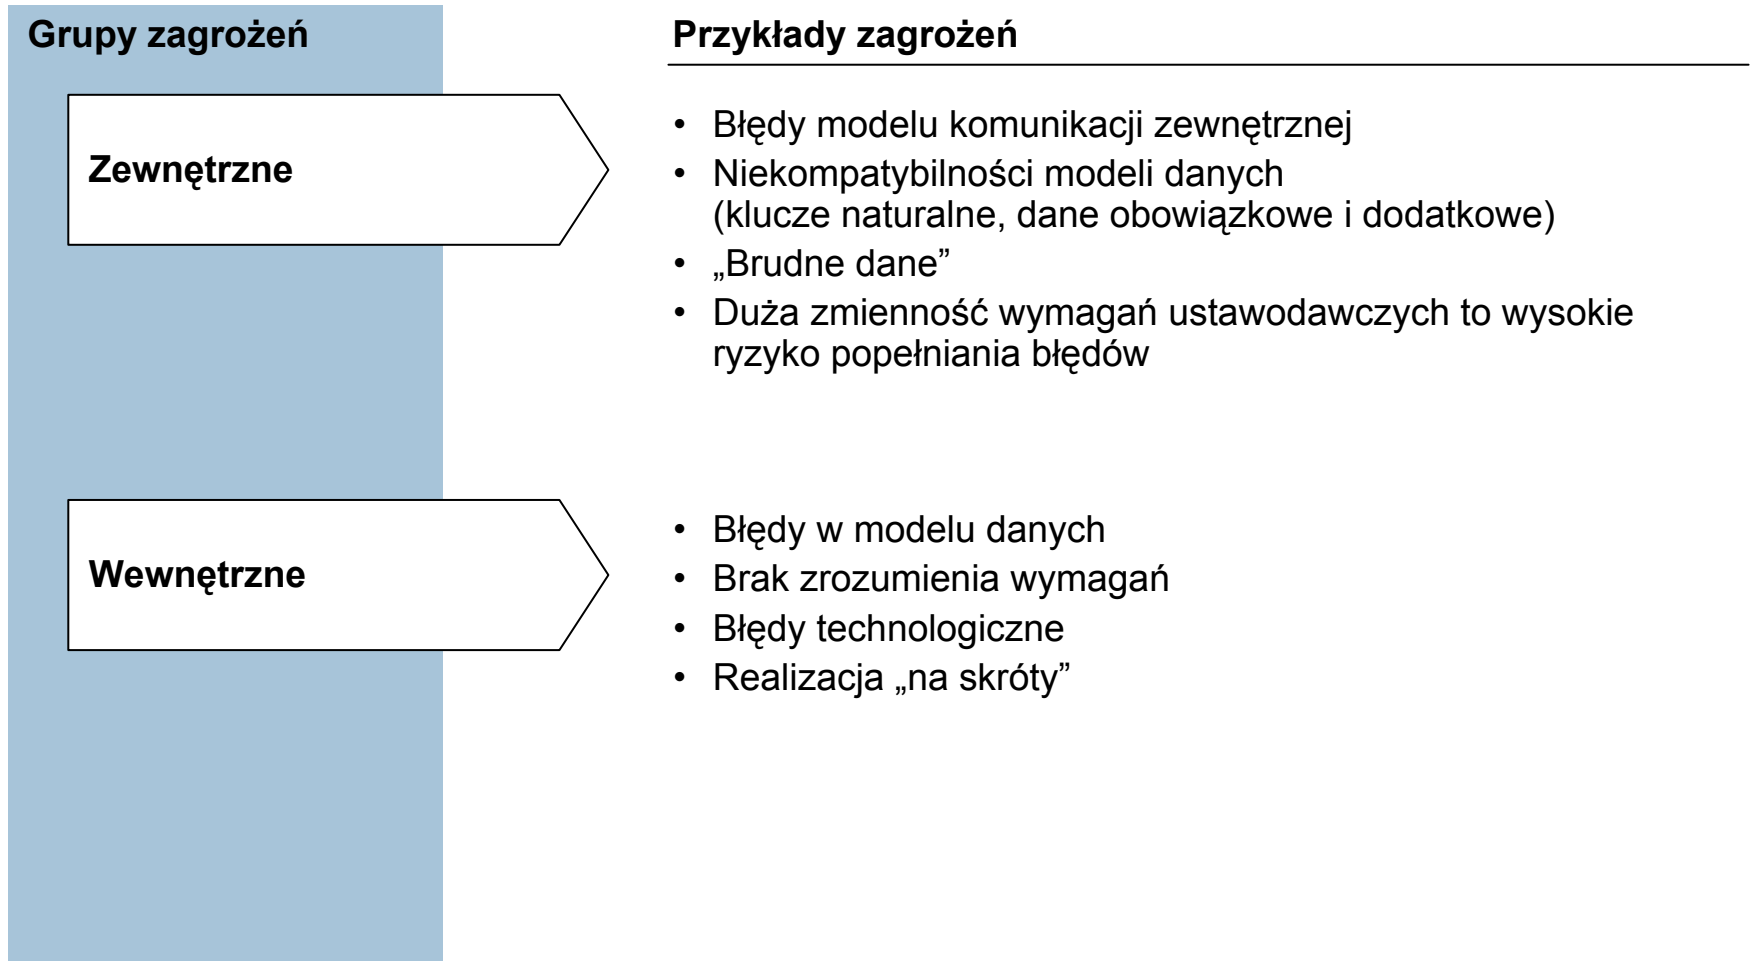 Grupy zagrożeń
Przykłady zagrożeń
Zewnętrzne
• Błędy modelu komunikacji zewnętrznej
• Niekompatybilności modeli danych
(klucze naturalne, dane obowiązkowe i dodatkowe)
• „Brudne dane”
• Duża zmienność wymagań ustawodawczych to wysokie
ryzyko popełniania błędów
Wewnętrzne
• Błędy w modelu danych
• Brak zrozumienia wymagań
• Błędy technologiczne
• Realizacja „na skróty”